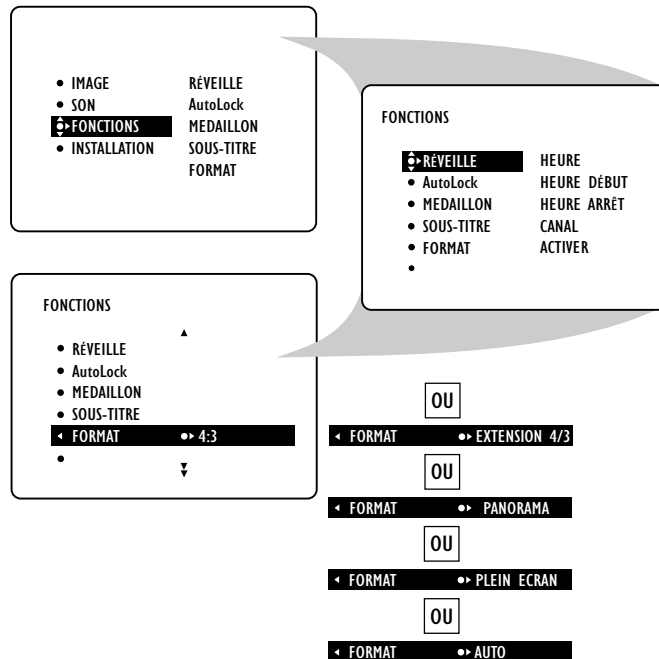 IMAGE RÉVEILLE
SON AutoLock
FONCTIONS MEDAILLON
INSTALLATION SOUS-TITRE
FORMAT
FONCTIONS
RÉVEILLE HEURE
AutoLock HEURE DÉBUT
MEDAILLON HEURE ARRÊT
SOUS-TITRE CANAL
FORMAT ACTIVER
FONCTIONS
RÉVEILLE
AutoLock
MEDAILLON
SOUS-TITRE
FORMAT 4:3
OU
FORMAT EXTENSION 4/3
OU
FORMAT PANORAMA
OU
FORMAT PLEIN ECRAN
OU
FORMAT AUTO